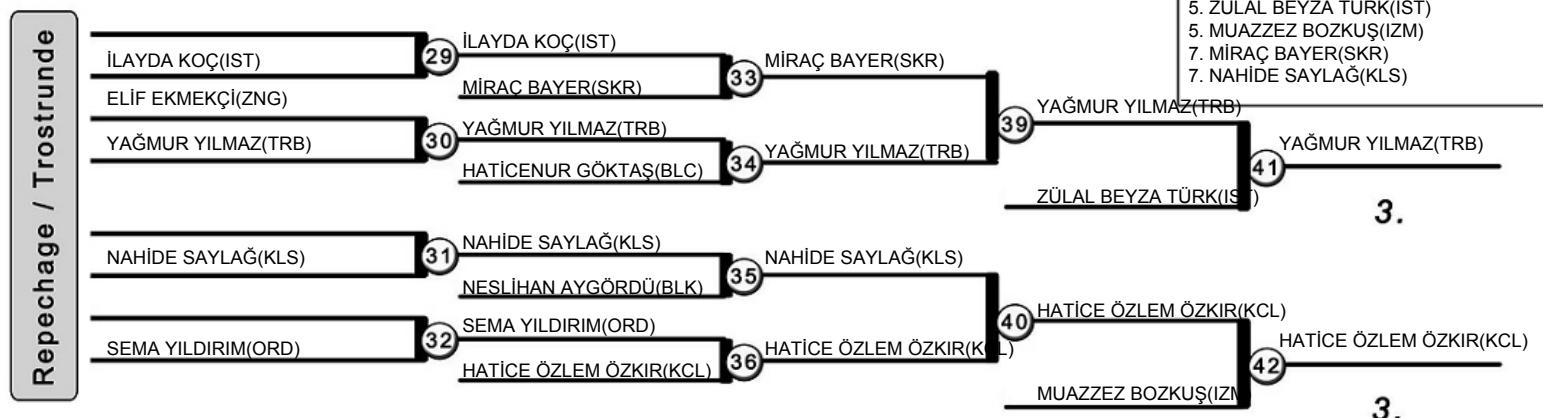 Repechage / Trostrunde
İLAYDA KOÇ(IST)
ELİF EKMEKÇİ(ZNG)
YAĞMUR YILMAZ(TRB)
NAHİDE SAYLAĞ(KLS)
SEMA YILDIRIM(ORD)
29
30
31
32
İLAYDA KOÇ(IST)
MİRAÇ BAYER(SKR)
YAĞMUR YILMAZ(TRB)
HATİCENUR GÖKTAŞ(BLC)
NAHİDE SAYLAĞ(KLS)
NESLİHAN AYGÖRDÜ(BLK)
SEMA YILDIRIM(ORD)
HATİCE ÖZLEM ÖZKIR(KCL)
33
34
35
36
MİRAÇ BAYER(SKR)
YAĞMUR YILMAZ(TRB)
NAHİDE SAYLAĞ(KLS)
HATİCE ÖZLEM ÖZKIR(KCL)
39
40
YAĞMUR YILMAZ(TRB)
ZÜLAL BEYZA TÜRK(IST)
HATİCE ÖZLEM ÖZKIR(KCL)
MUAZZEZ BOZKUŞ(IZM)
41
42
YAĞMUR YILMAZ(TRB)
3.
HATİCE ÖZLEM ÖZKIR(KCL)
3.
5. ZÜLAL BEYZA TÜRK(IST)
5. MUAZZEZ BOZKUŞ(IZM)
7. MİRAÇ BAYER(SKR)
7. NAHİDE SAYLAĞ(KLS)